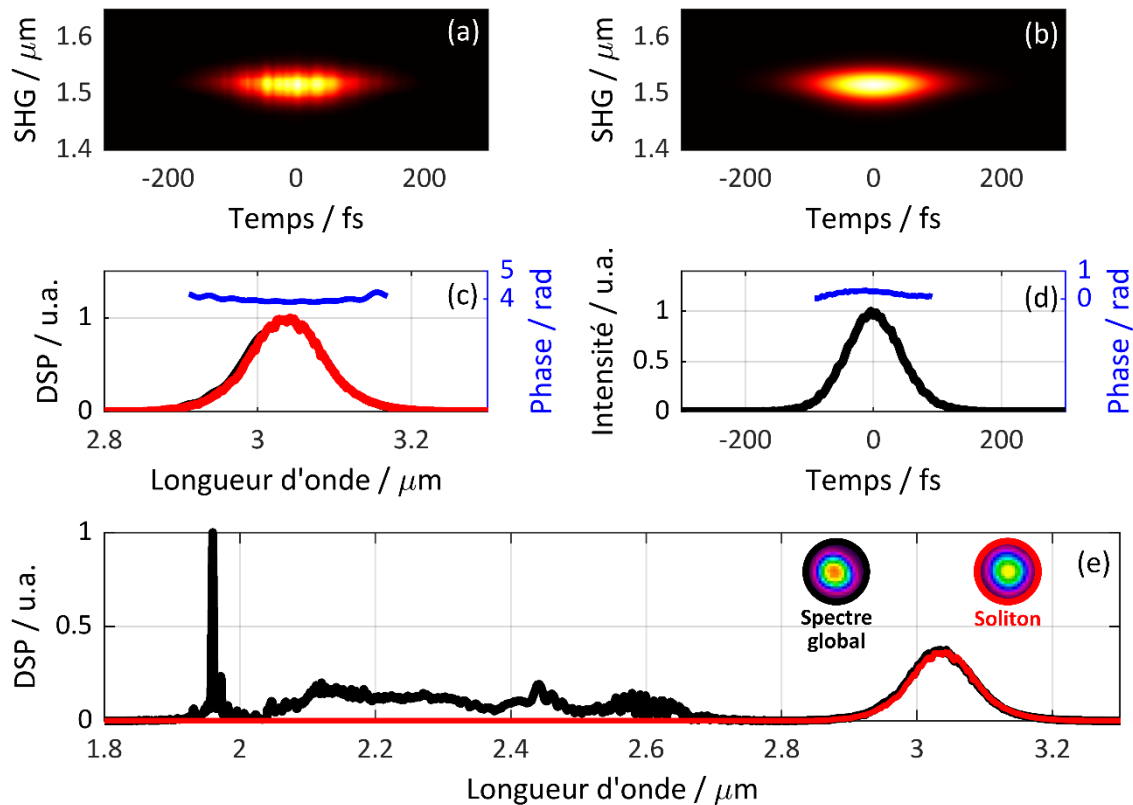 (a)
SHG / μm
1.6
1.5
1.4
-200 0 200
Temps / fs
(b)
SHG / μm
1.6
1.5
1.4
-200 0 200
Temps / fs
(c)
DSP / u.a.
1
0
5
4
Phase / rad
2.8 3 3.2
Longueur d'onde / μm
(d)
Intensité / u.a.
1
0.5
0
1
0
Phase / rad
-200 0 200
Temps / fs
(e)
DSP / u.a.
1
0.5
0
Spectre
global
Soliton
1.8 2 2.2 2.4 2.6 2.8 3 3.2
Longueur d'onde / μm